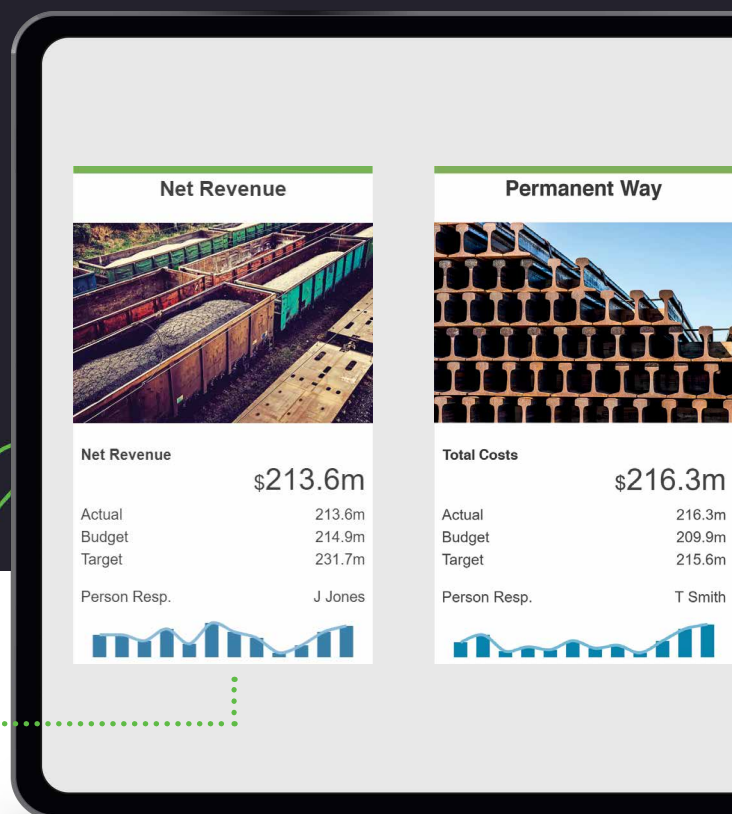 Net Revenue
Net Revenue
$213.6m
Actual 213.6m
Budget 214.9m
Target 231.7m
Person Resp. J Jones
Permanent Way
Total Costs
$216.3m
Actual 216.3m
Budget 209.9m
Target 215.6m
Person Resp. T Smith